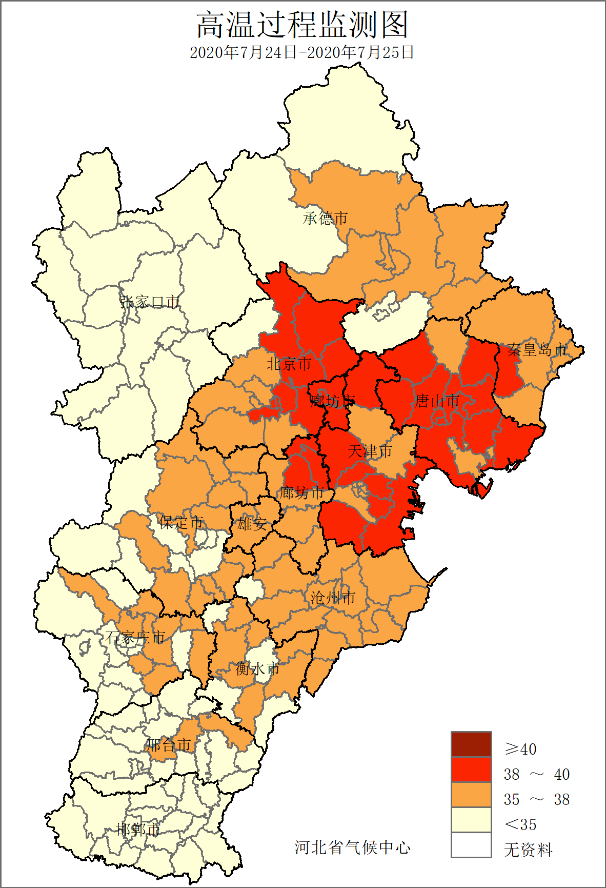 高温过程监测图
2020年7月24日-2020年7月25日
承德市
张家口市
秦皇岛市
北京市
廊坊市
唐山市
天津市
廊坊市
保定市
雄安
沧州市
石家庄市
衡水市
邢台市
邯郸市
≥40
38 ~ 40
35 ~ 38
<35
无资料
河北省气候中心